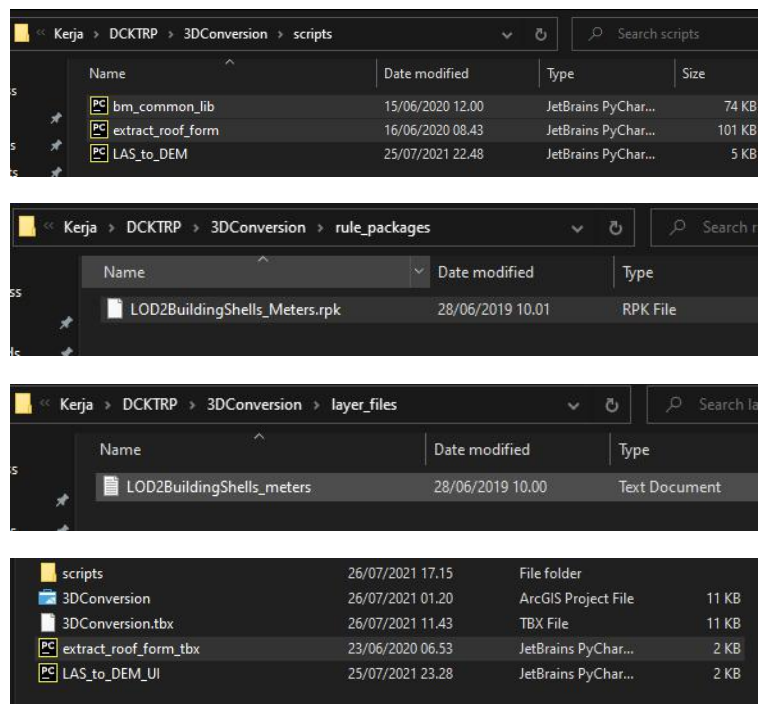 Kerja > DCKTRP > 3DConversion > scripts Search scripts
Name Date modified Type Size
bm_common_lib 15/06/2020 12.00 JetBrains PyChar... 74 KB
extract_roof_form 16/06/2020 08.43 JetBrains PyChar... 101 KB
LAS_to_DEM 25/07/2021 22.48 JetBrains PyChar... 5 KB
Kerja > DCKTRP > 3DConversion > rule_packages Search r
Name Date modified Type
LOD2BuildingShells_Meters.rpk 28/06/2019 10.01 RPK File
Kerja > DCKTRP > 3DConversion > layer_files Search la
Name Date modified Type
LOD2BuildingShells_meters 28/06/2019 10.00 Text Document
scripts 26/07/2021 17.15 File folder
3DConversion 26/07/2021 01.20 ArcGIS Project File 11 KB
3DConversion.tbx 26/07/2021 11.43 TBX File 11 KB
extract_roof_form_tbx 23/06/2020 06.53 JetBrains PyChar... 2 KB
LAS_to_DEM_UI 25/07/2021 23.28 JetBrains PyChar... 2 KB